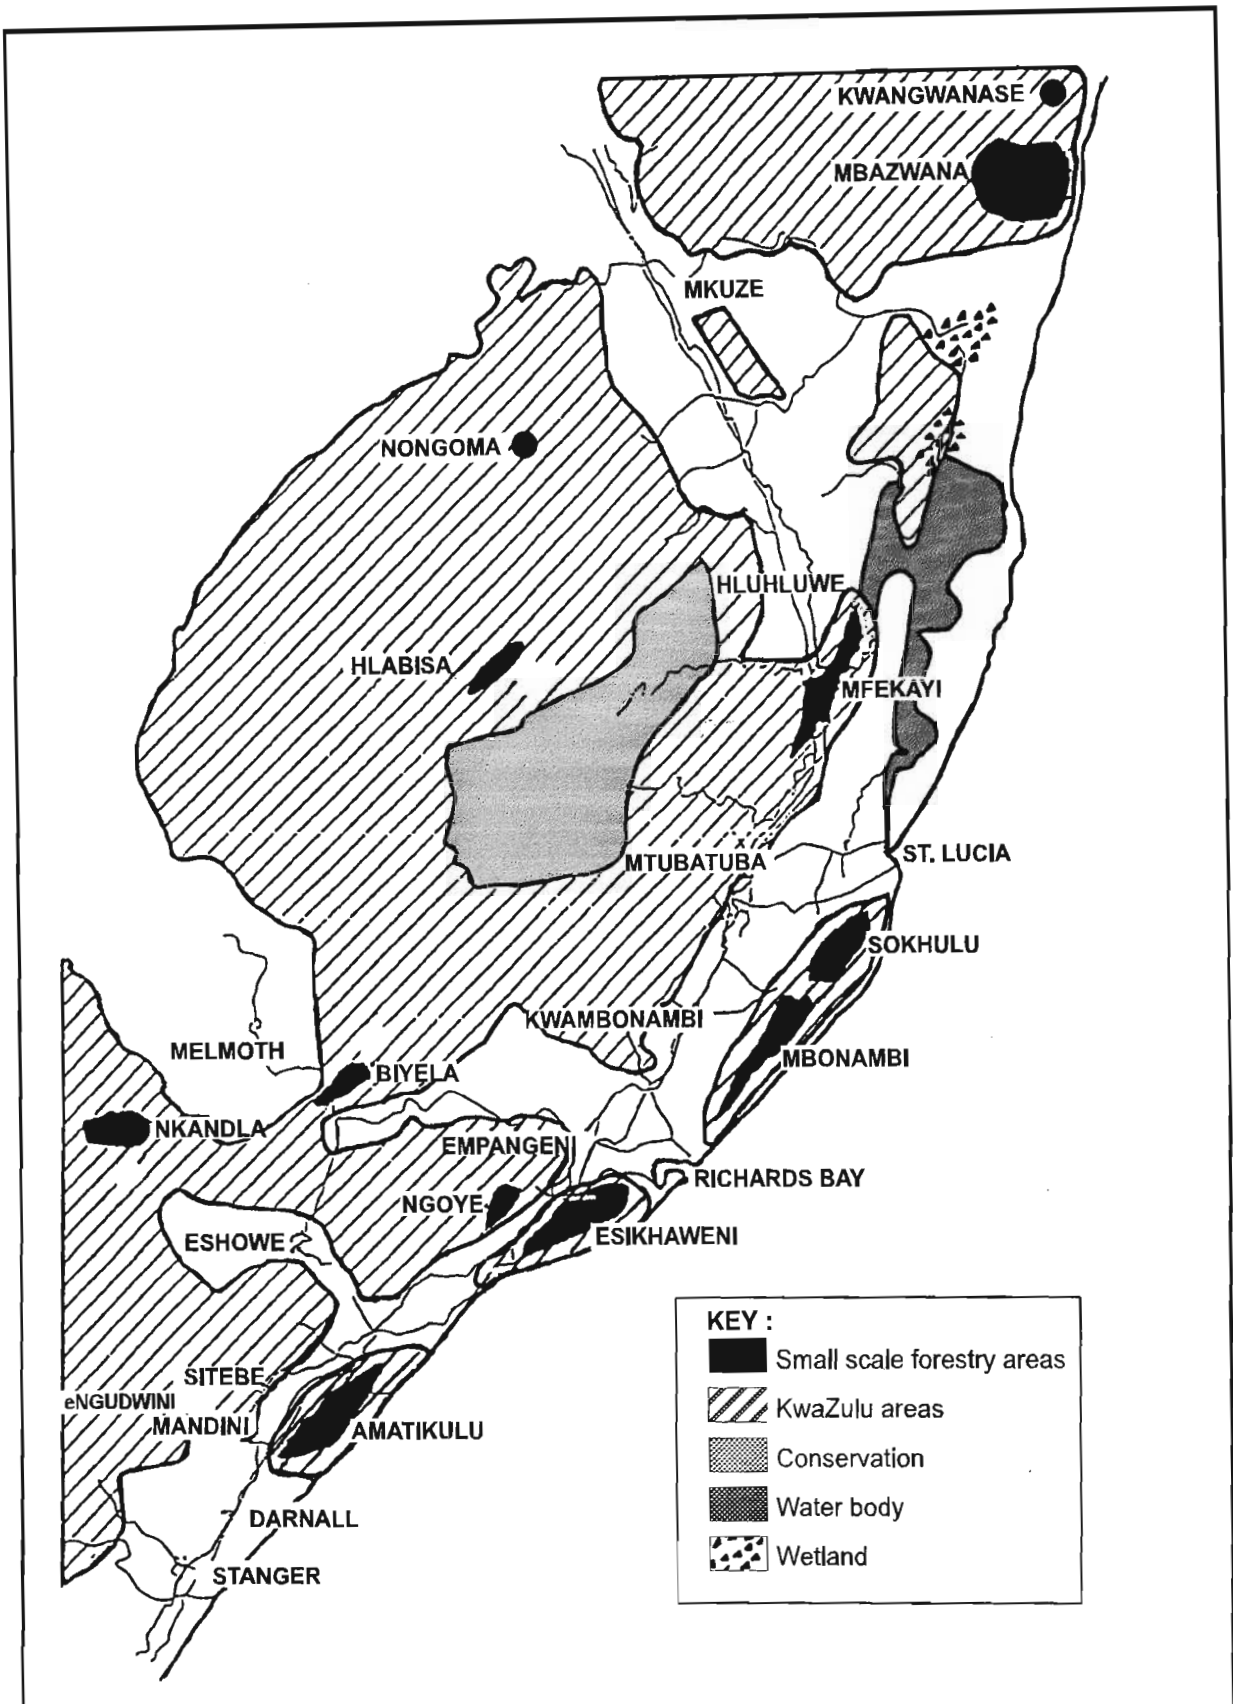 KWANGWANASE
MBAZWANA
MKUZE
NONGOMA
HLUHLUWE
HLABISA
MFEKAYI
MTUBATUBA
ST. LUCIA
SOKHULU
KWAMBONAMBI
MELMOTH
BIYELA
MBONAMBI
NKANDLA
EMPANGENI
RICHARDS BAY
NGOYE
ESHOWE
ESIKHAWENI
KEY :
Small scale forestry areas
SITEBE
eNGUDWINI
KwaZulu areas
MANDINI
AMATIKULU
Conservation
Water body
DARNALL
Wetland
STANGER